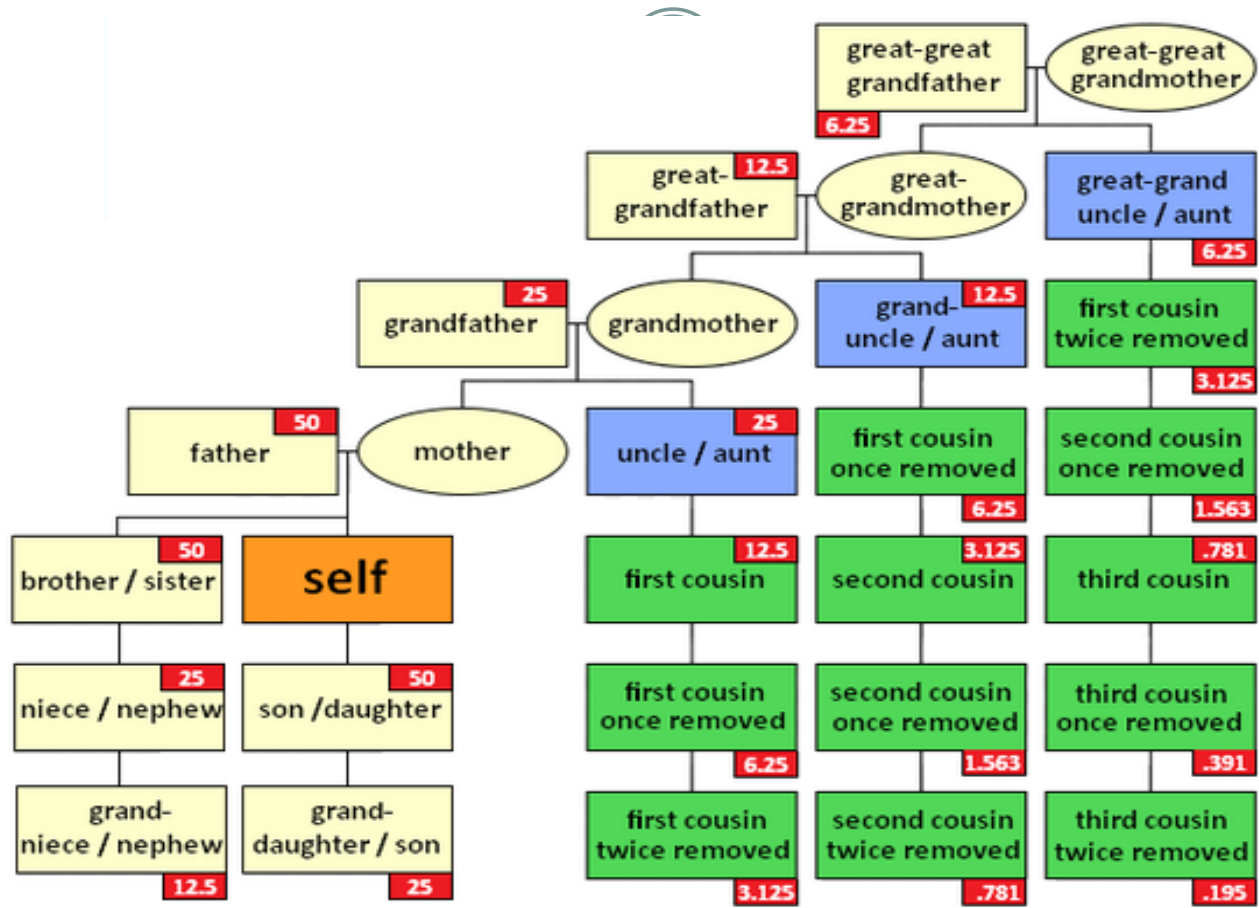 great-great
grandfather
6.25
great-great
grandmother
great-
grandfather
12.5
great-
grandmother
great-grand
uncle / aunt
6.25
grandfather
25
grandmother
grand-
uncle / aunt
12.5
first cousin
twice removed
3.125
father
50
mother
uncle / aunt
25
first cousin
once removed
6.25
second cousin
once removed
1.563
brother / sister
50
self
first cousin
12.5
second cousin
3.125
third cousin
.781
niece / nephew
25
son /daughter
50
first cousin
once removed
6.25
second cousin
once removed
1.563
third cousin
once removed
.391
grand-
niece / nephew
12.5
grand-
daughter / son
25
first cousin
twice removed
3.125
second cousin
twice removed
.781
third cousin
twice removed
.195